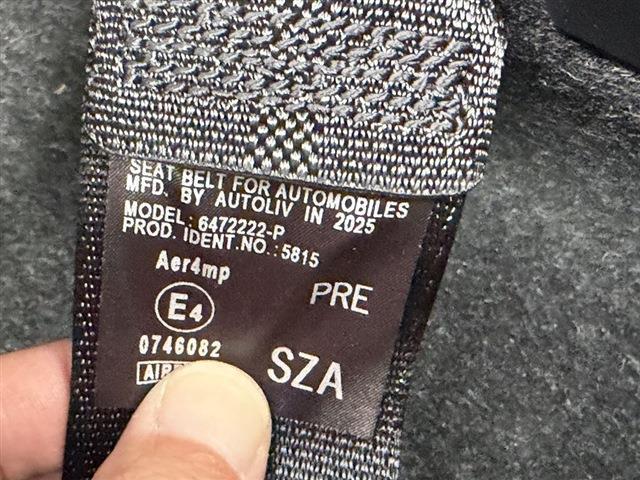 SEAT BELT FOR AUTOMOBILES
MFD. BY AUTOLIV IN 2025
MODEL: 6472222-P
PROD. IDENT.NO.:5815
Aer4mp
PRE
E4
0746082
SZA